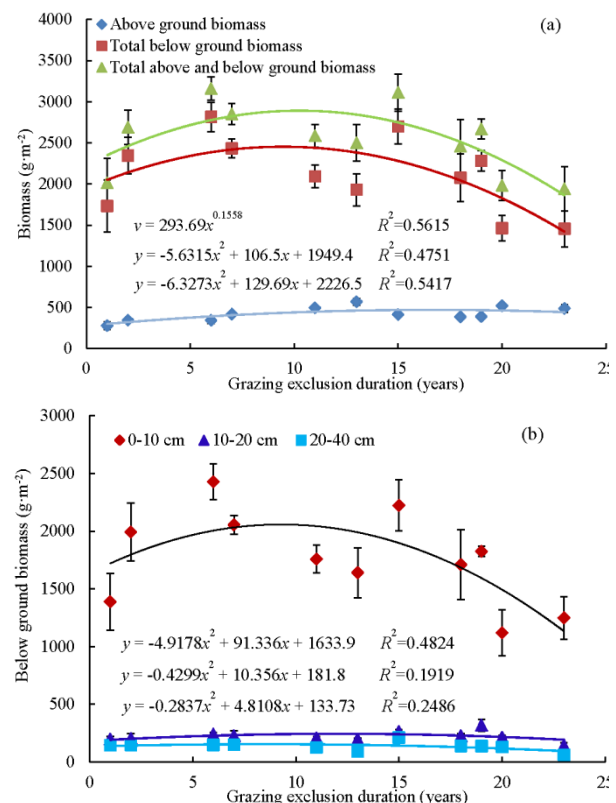 (a)
Above ground biomass
Total below ground biomass
Total above and below ground biomass
Biomass (g·m⁻²)
4000
3500
3000
2500
2000
1500
1000
500
0
v = 293.69x^0.1558 R²=0.5615
y = -5.6315x² + 106.5x + 1949.4 R²=0.4751
y = -6.3273x² + 129.69x + 2226.5 R²=0.5417
0 5 10 15 20 25
Grazing exclusion duration (years)
(b)
0-10 cm 10-20 cm 20-40 cm
Below ground biomass (g·m⁻²)
3000
2500
2000
1500
1000
500
0
y = -4.9178x² + 91.336x + 1633.9 R²=0.4824
y = -0.4299x² + 10.356x + 181.8 R²=0.1919
y = -0.2837x² + 4.8108x + 133.73 R²=0.2486
0 5 10 15 20 25
Grazing exclusion duration (years)